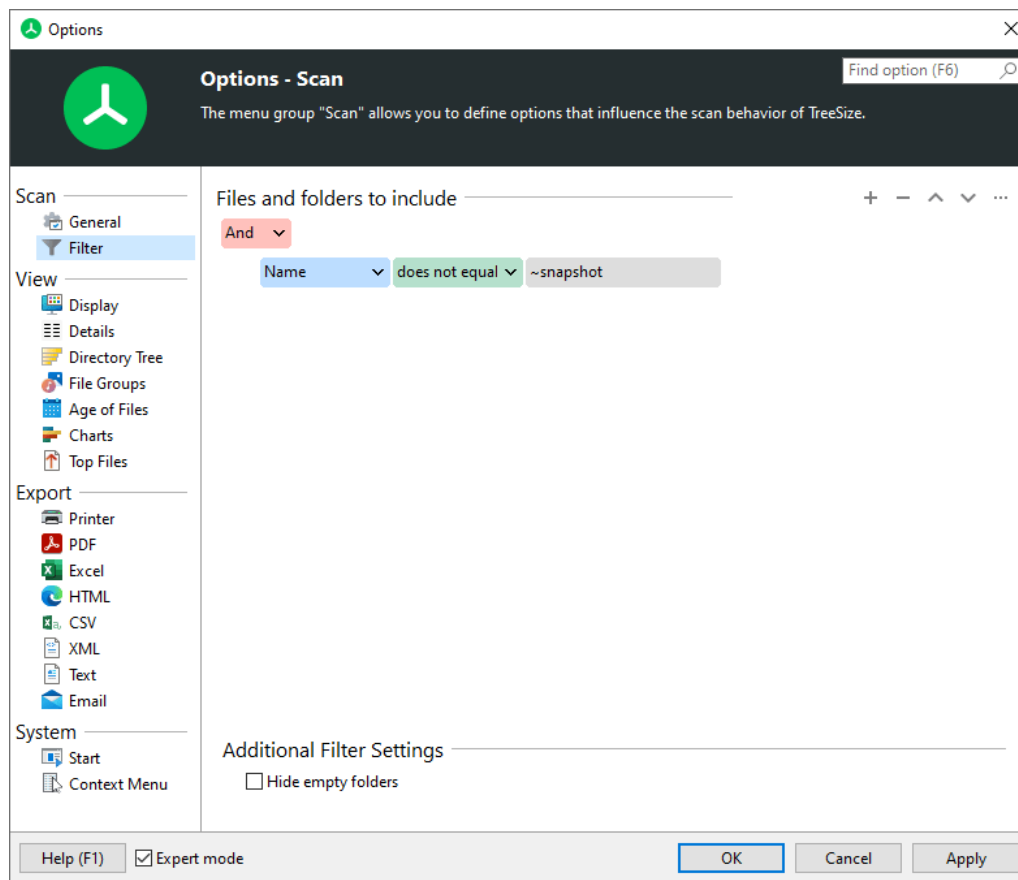 Options
Options - Scan
Find option (F6)
The menu group "Scan" allows you to define options that influence the scan behavior of TreeSize.
Scan
General
Filter
View
Display
Details
Directory Tree
File Groups
Age of Files
Charts
Top Files
Export
Printer
PDF
Excel
HTML
CSV
XML
Text
Email
System
Start
Context Menu
Files and folders to include
And
Name does not equal ~snapshot
Additional Filter Settings
Hide empty folders
Help (F1) Expert mode OK Cancel Apply